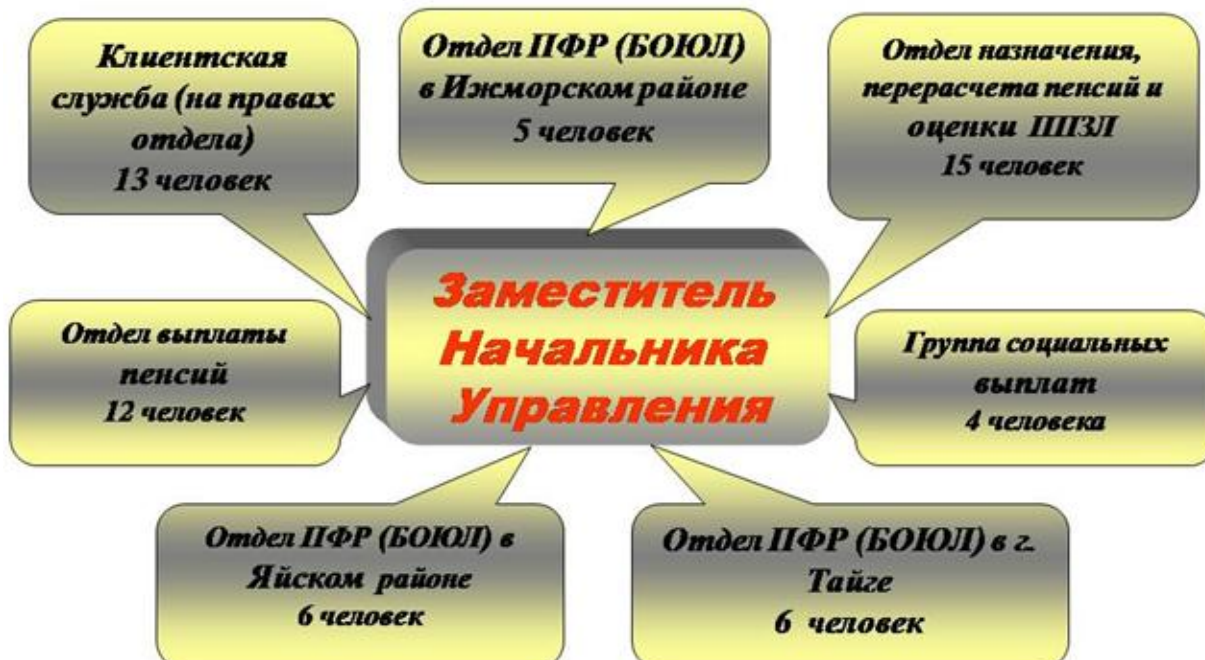 Клиентская
служба (на правах
отдела)
13 человек
Отдел ПФР (БОЮЛ)
в Ижморском районе
5 человек
Отдел назначения,
перерасчета пенсий и
оценки ППЗЛ
15 человек
Заместитель
Начальника
Управления
Отдел выплаты
пенсий
12 человек
Группа социальных
выплат
4 человека
Отдел ПФР (БОЮЛ) в
Яйском районе
6 человек
Отдел ПФР (БОЮЛ) в г.
Тайге
6 человек